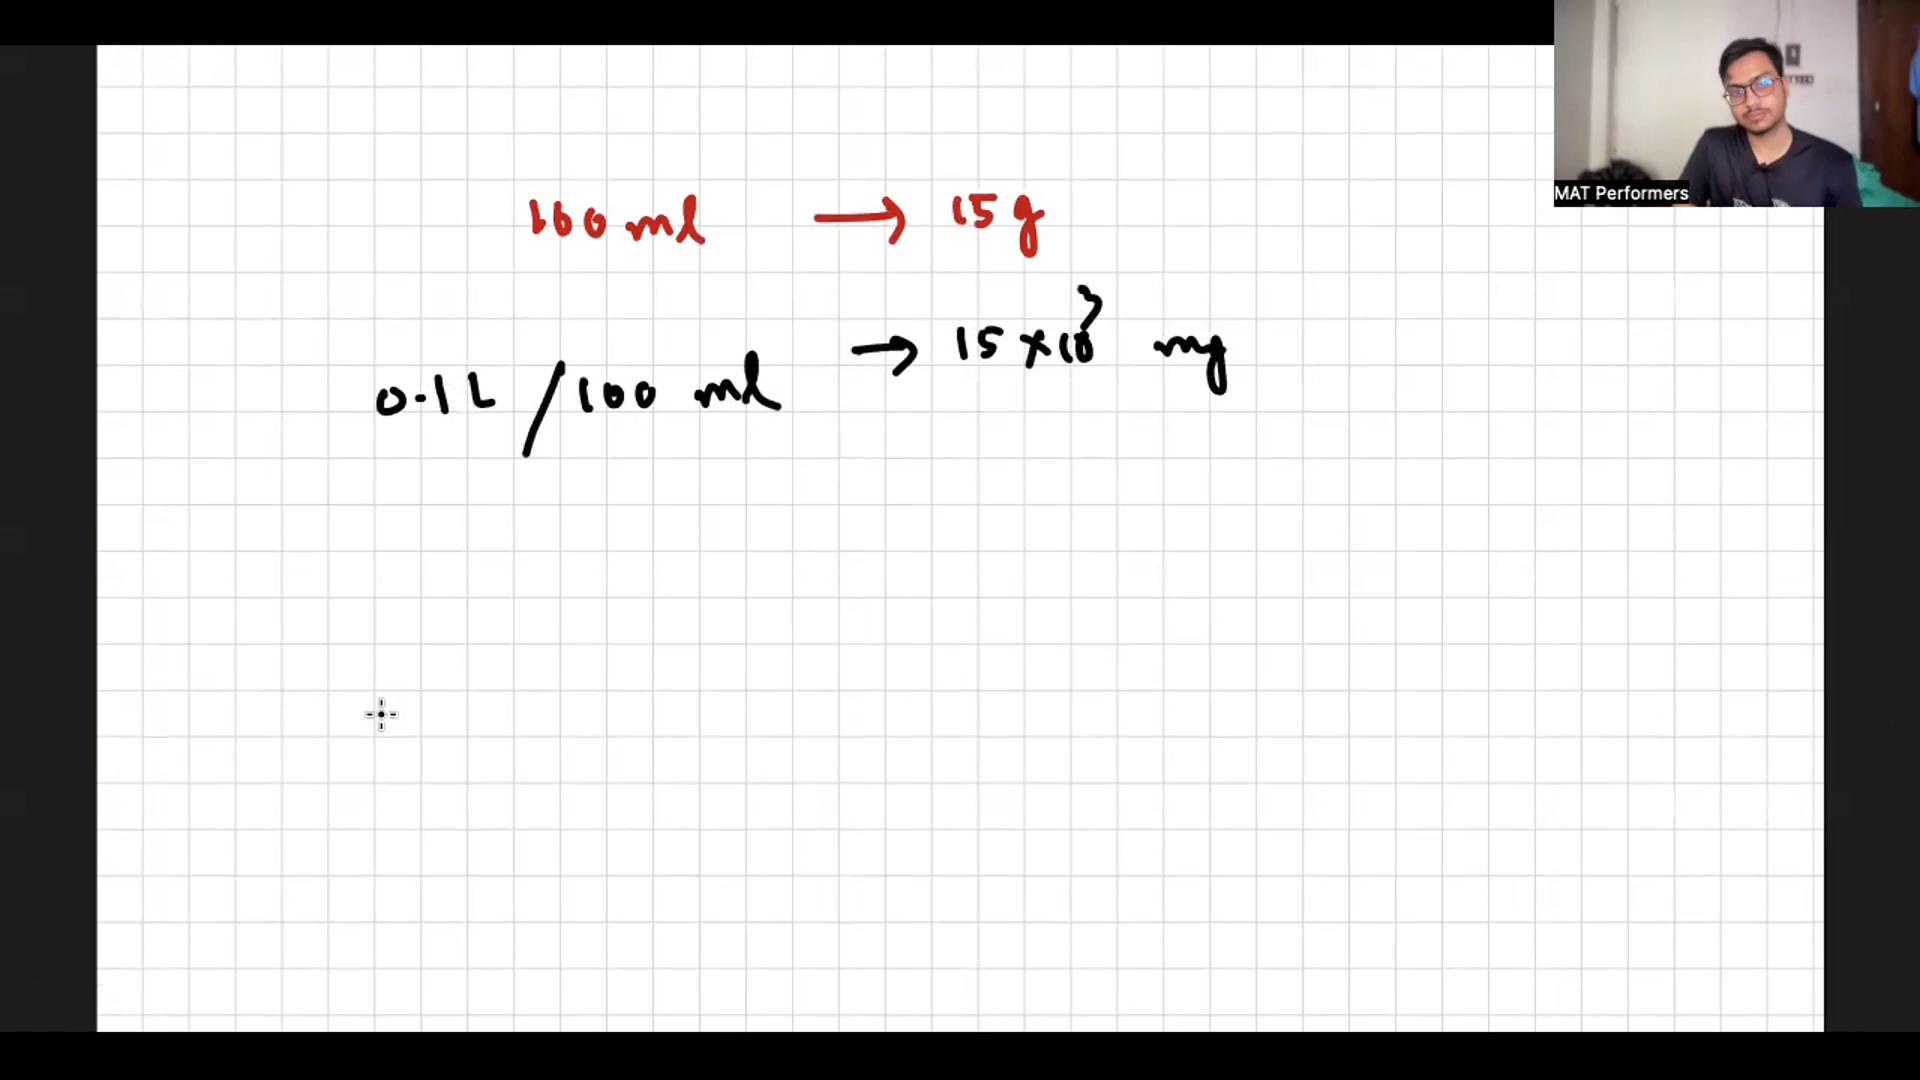 MAT Performers
100 ml → 15 g
0.1 L / 100 ml → 15 × 10³ mg